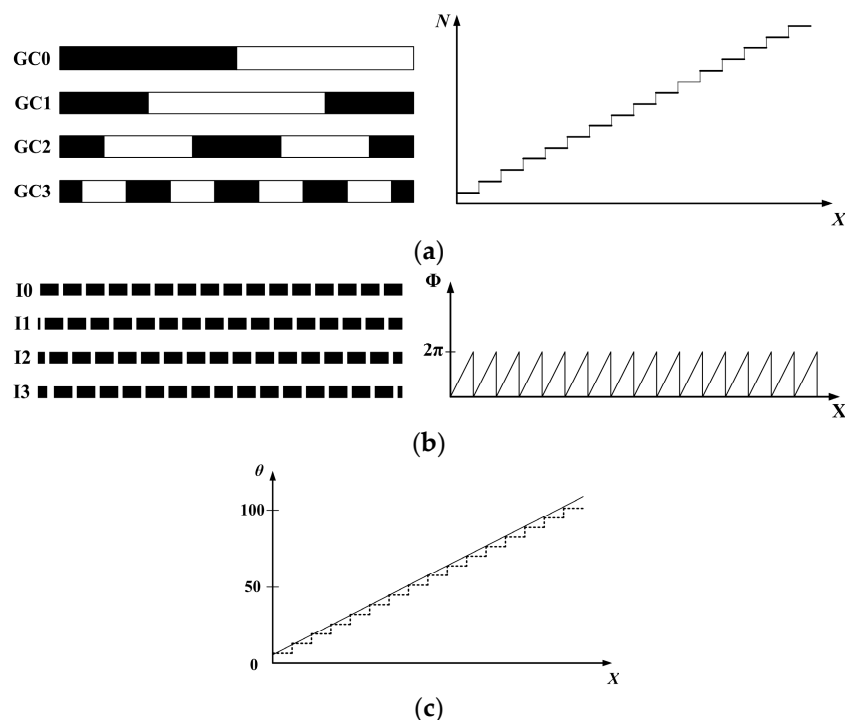 GC0
GC1
GC2
GC3
N
X
(a)
I0
I1
I2
I3
Φ
2π
X
(b)
θ
100
50
0
X
(c)